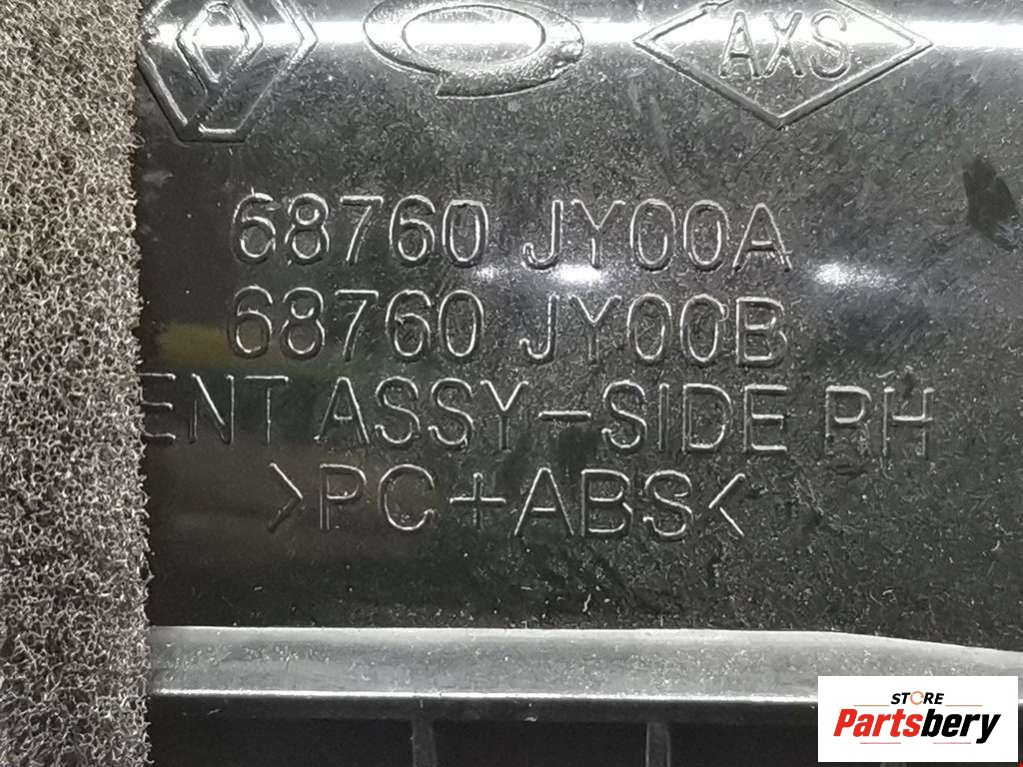 AXS
68760 JY00A
68760 JY00B
ENT ASSY-SIDE RH
>PC+ABS<
STORE
Partsbery